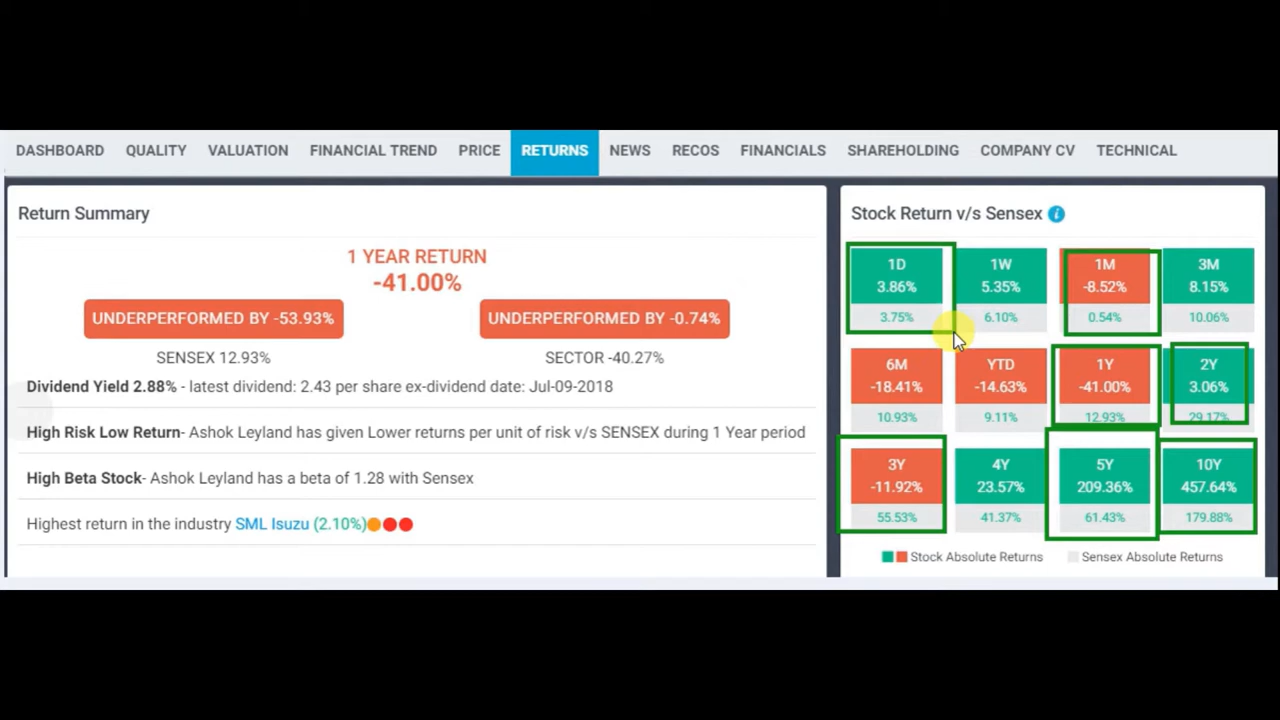 DASHBOARD QUALITY VALUATION FINANCIAL TREND PRICE RETURNS NEWS RECOS FINANCIALS SHAREHOLDING COMPANY CV TECHNICAL
Return Summary
1 YEAR RETURN
-41.00%
UNDERPERFORMED BY -53.93% UNDERPERFORMED BY -0.74%
SENSEX 12.93% SECTOR -40.27%
Dividend Yield 2.88% - latest dividend: 2.43 per share ex-dividend date: Jul-09-2018
High Risk Low Return- Ashok Leyland has given Lower returns per unit of risk v/s SENSEX during 1 Year period
High Beta Stock- Ashok Leyland has a beta of 1.28 with Sensex
Highest return in the industry SML Isuzu (2.10%)
Stock Return v/s Sensex i
1D 1W 1M 3M
3.86% 5.35% -8.52% 8.15%
3.75% 6.10% 0.54% 10.06%
6M YTD 1Y 2Y
-18.41% -14.63% -41.00% 3.06%
10.93% 9.11% 12.93% 29.17%
3Y 4Y 5Y 10Y
-11.92% 23.57% 209.36% 457.64%
55.53% 41.37% 61.43% 179.88%
Stock Absolute Returns Sensex Absolute Returns